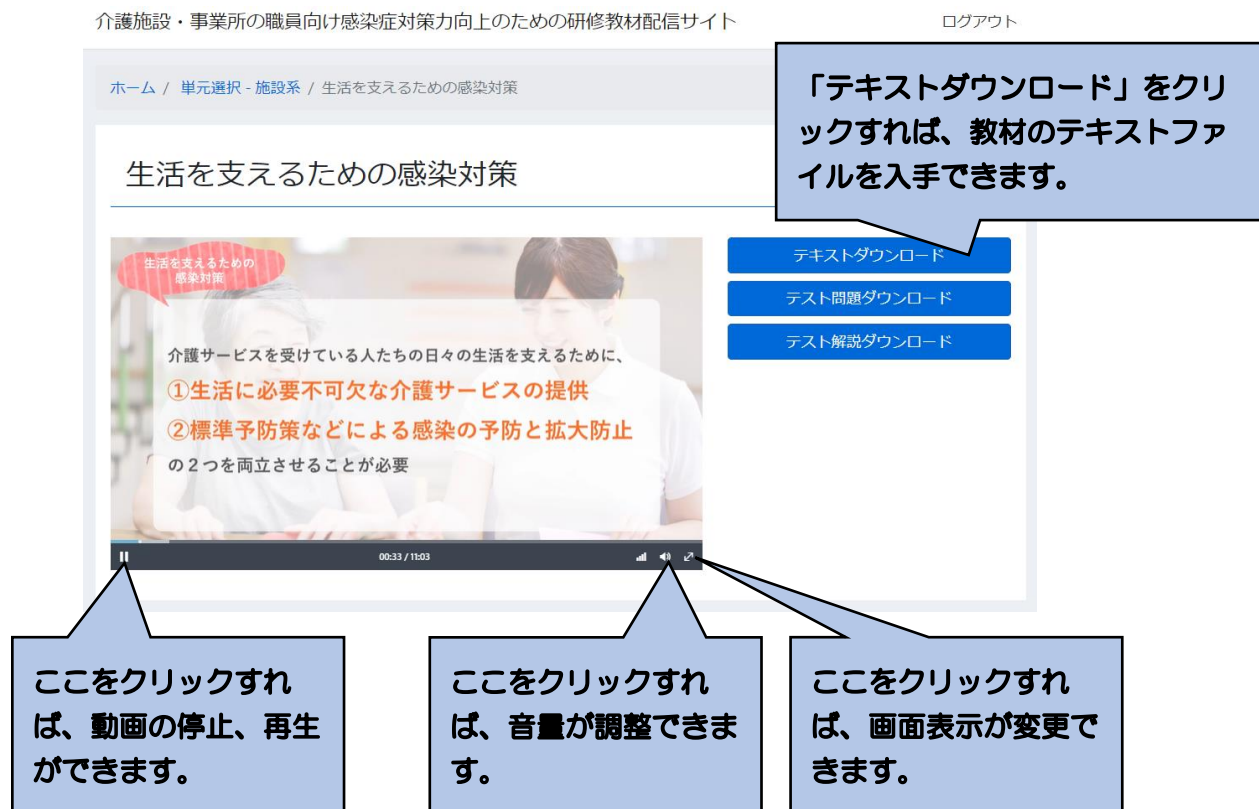 介護施設・事業所の職員向け感染症対策力向上のための研修教材配信サイト
ログアウト
ホーム / 単元選択 - 施設系 / 生活を支えるための感染対策
「テキストダウンロード」をクリ
ックすれば、教材のテキストファ
イルを入手できます。
生活を支えるための感染対策
生活を支えるための
感染対策
介護サービスを受けている人たちの日々の生活を支えるために、
①生活に必要不可欠な介護サービスの提供
②標準予防策などによる感染の予防と拡大防止
の2つを両立させることが必要
00:33 / 11:03
テキストダウンロード
テスト問題ダウンロード
テスト解説ダウンロード
ここをクリックすれ
ば、動画の停止、再生
ができます。
ここをクリックすれ
ば、音量が調整できま
す。
ここをクリックすれ
ば、画面表示が変更で
きます。